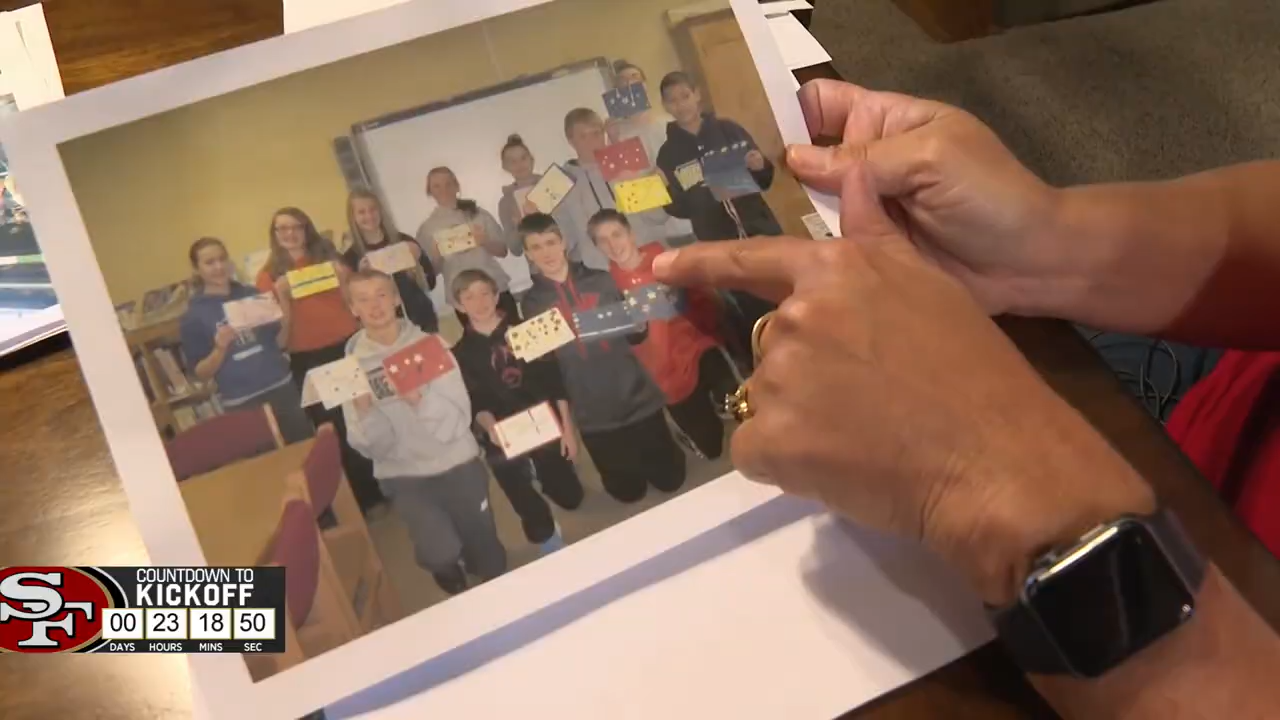 SF
COUNTDOWN TO
KICKOFF
00 23 18 50
DAYS HOURS MINS SEC